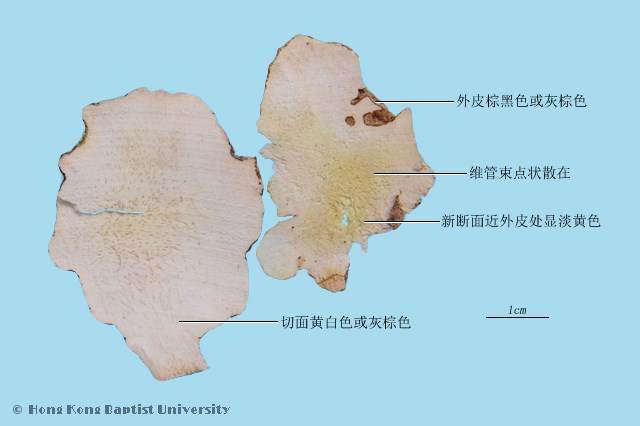 外皮棕黑色或灰棕色
维管束点状散在
新断面近外皮处显淡黄色
1cm
切面黄白色或灰棕色
© Hong Kong Baptist University